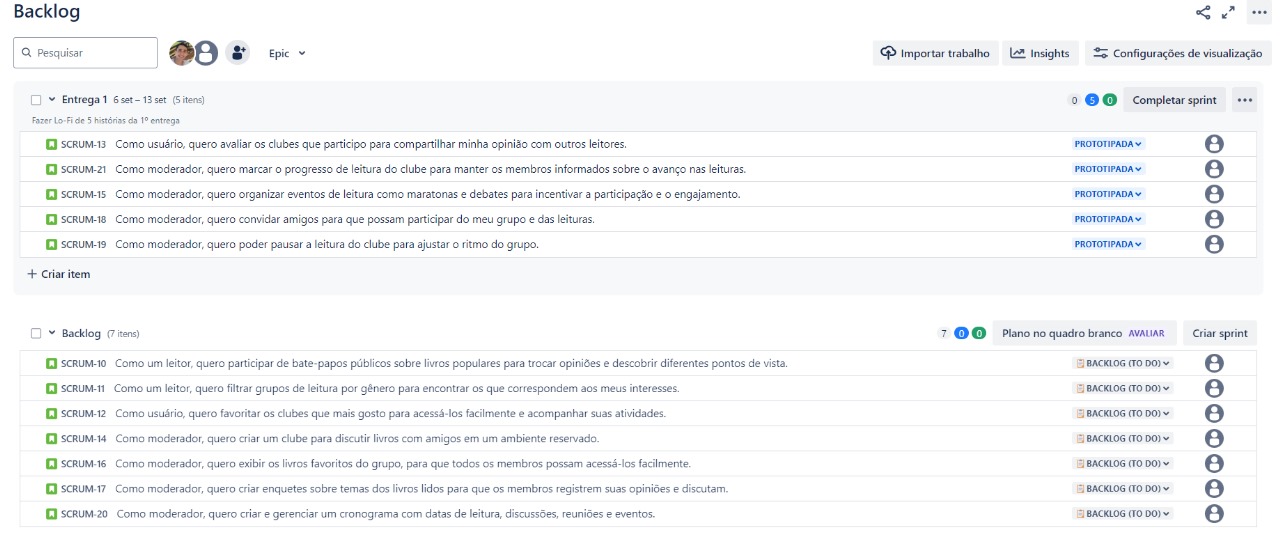 Backlog
Pesquisar
Epic
Importar trabalho
Insights
Configurações de visualização
Entrega 1 6 set – 13 set (5 itens) 0 5 0 Completar sprint
Fazer Lo-Fi de 5 histórias da 1º entrega
SCRUM-13 Como usuário, quero avaliar os clubes que participo para compartilhar minha opinião com outros leitores. PROTOTIPADA
SCRUM-21 Como moderador, quero marcar o progresso de leitura do clube para manter os membros informados sobre o avanço nas leituras. PROTOTIPADA
SCRUM-15 Como moderador, quero organizar eventos de leitura como maratonas e debates para incentivar a participação e o engajamento. PROTOTIPADA
SCRUM-18 Como moderador, quero convidar amigos para que possam participar do meu grupo e das leituras. PROTOTIPADA
SCRUM-19 Como moderador, quero poder pausar a leitura do clube para ajustar o ritmo do grupo. PROTOTIPADA
+ Criar item
Backlog (7 itens) 7 0 0 Plano no quadro branco AVALIAR Criar sprint
SCRUM-10 Como um leitor, quero participar de bate-papos públicos sobre livros populares para trocar opiniões e descobrir diferentes pontos de vista. BACKLOG (TO DO)
SCRUM-11 Como um leitor, quero filtrar grupos de leitura por gênero para encontrar os que correspondem aos meus interesses. BACKLOG (TO DO)
SCRUM-12 Como usuário, quero favoritar os clubes que mais gosto para acessá-los facilmente e acompanhar suas atividades. BACKLOG (TO DO)
SCRUM-14 Como moderador, quero criar um clube para discutir livros com amigos em um ambiente reservado. BACKLOG (TO DO)
SCRUM-16 Como moderador, quero exibir os livros favoritos do grupo, para que todos os membros possam acessá-los facilmente. BACKLOG (TO DO)
SCRUM-17 Como moderador, quero criar enquetes sobre temas dos livros lidos para que os membros registrem suas opiniões e discutam. BACKLOG (TO DO)
SCRUM-20 Como moderador, quero criar e gerenciar um cronograma com datas de leitura, discussões, reuniões e eventos. BACKLOG (TO DO)